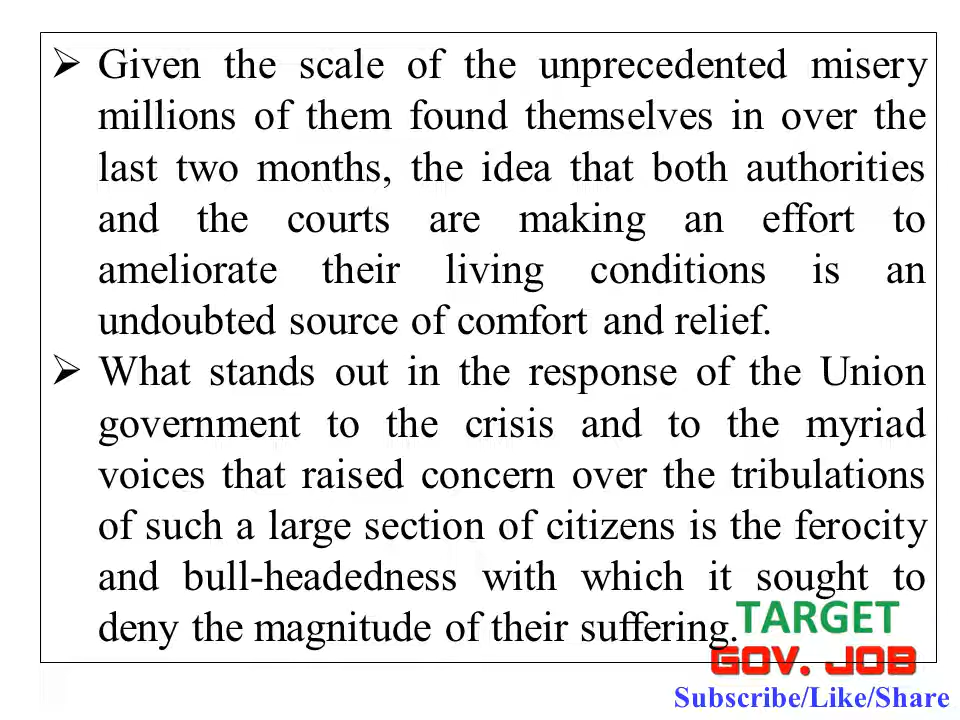 ➢ Given the scale of the unprecedented misery
millions of them found themselves in over the
last two months, the idea that both authorities
and the courts are making an effort to
ameliorate their living conditions is an
undoubted source of comfort and relief.
➢ What stands out in the response of the Union
government to the crisis and to the myriad
voices that raised concern over the tribulations
of such a large section of citizens is the ferocity
and bull-headedness with which it sought to
deny the magnitude of their suffering.
TARGET
GOV. JOB
Subscribe/Like/Share